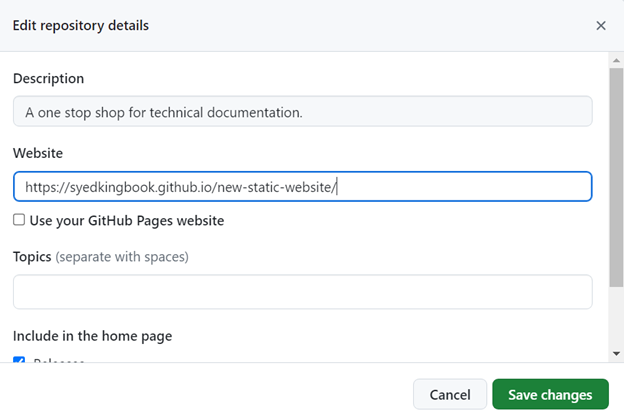 Edit repository details
Description
A one stop shop for technical documentation.
Website
https://syedkingbook.github.io/new-static-website/
Use your GitHub Pages website
Topics (separate with spaces)
Include in the home page
Releases
Cancel
Save changes